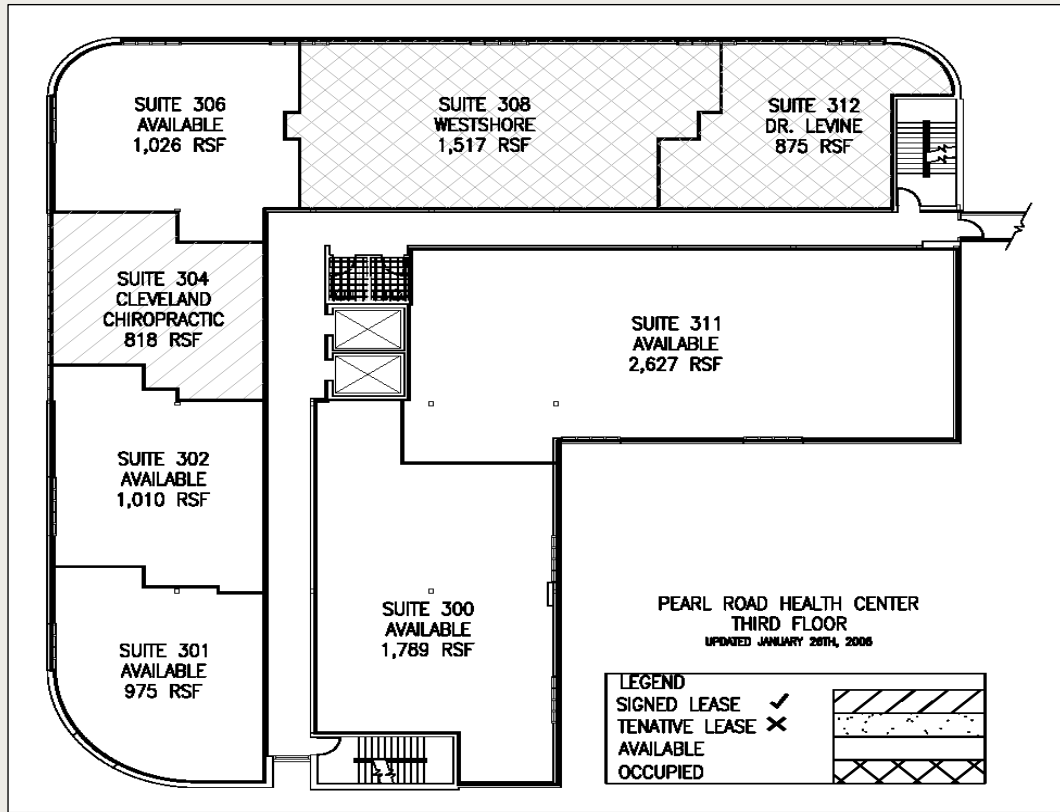 SUITE 306
AVAILABLE
1,026 RSF
SUITE 308
WESTSHORE
1,517 RSF
SUITE 312
DR. LEVINE
875 RSF
SUITE 304
CLEVELAND
CHIROPRACTIC
818 RSF
SUITE 311
AVAILABLE
2,627 RSF
SUITE 302
AVAILABLE
1,010 RSF
SUITE 300
AVAILABLE
1,789 RSF
SUITE 301
AVAILABLE
975 RSF
PEARL ROAD HEALTH CENTER
THIRD FLOOR
UPDATED JANUARY 26TH, 2006
LEGEND
SIGNED LEASE ✓
TENATIVE LEASE ✕
AVAILABLE
OCCUPIED